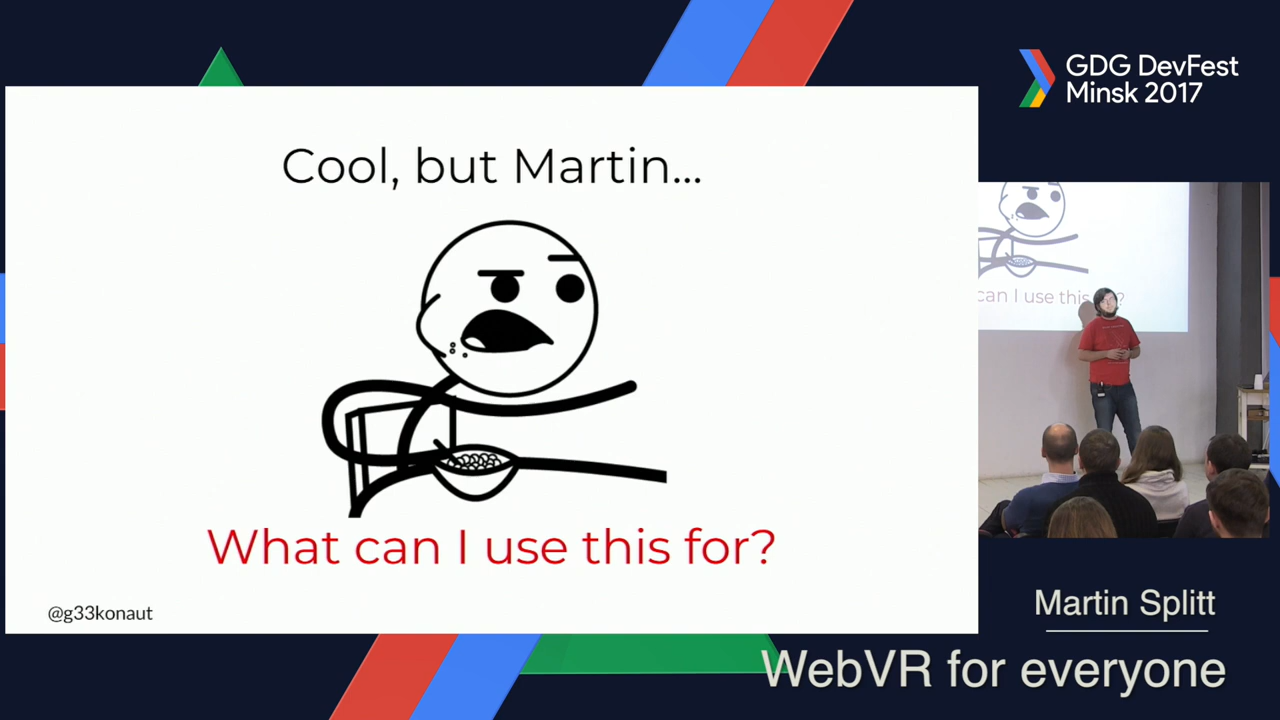 GDG DevFest
Minsk 2017
Cool, but Martin...
What can I use this for?
@g33konaut
can I use this ?
Martin Splitt
WebVR for everyone